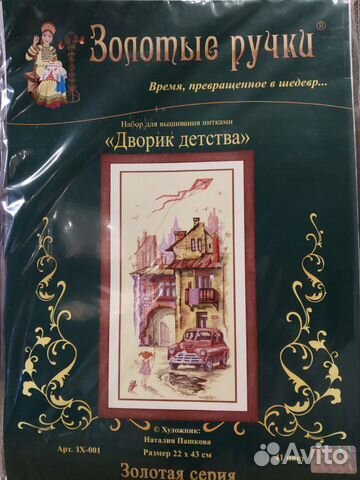 Золотые ручки®
Время, превращенное в шедевр...
Набор для вышивания нитками
«Дворик детства»
© Художник:
Наталия Пашкова
Арт. ЗХ-001
Размер 22 х 43 см
Золотая серия
Avito